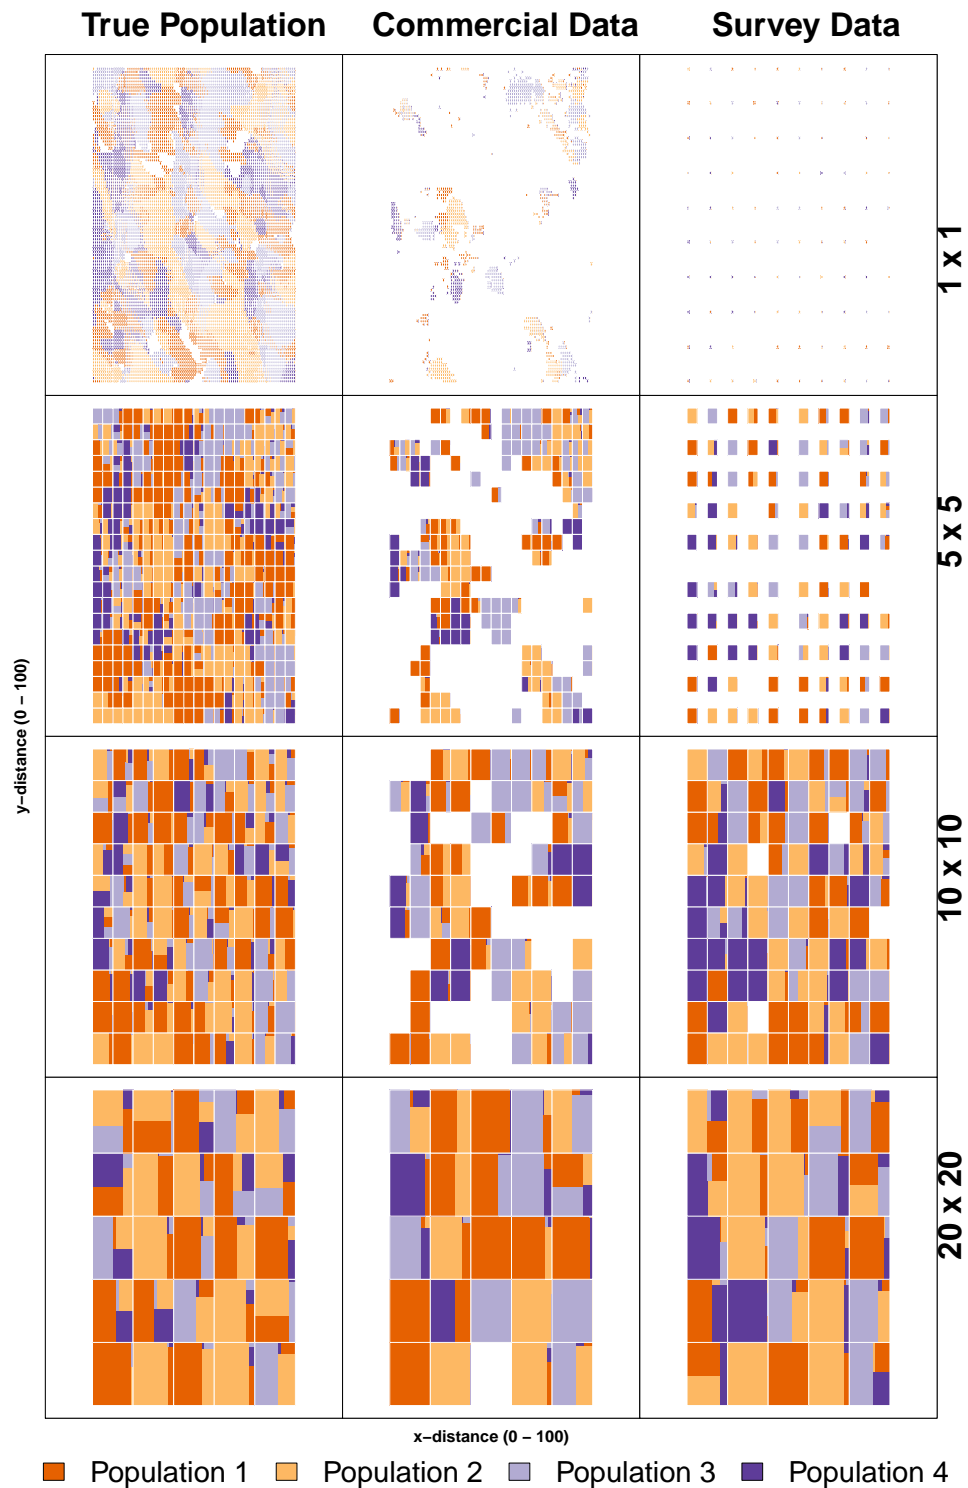 True Population Commercial Data Survey Data
1 x 1
5 x 5
10 x 10
20 x 20
y−distance (0 − 100)
x−distance (0 − 100)
Population 1 Population 2 Population 3 Population 4